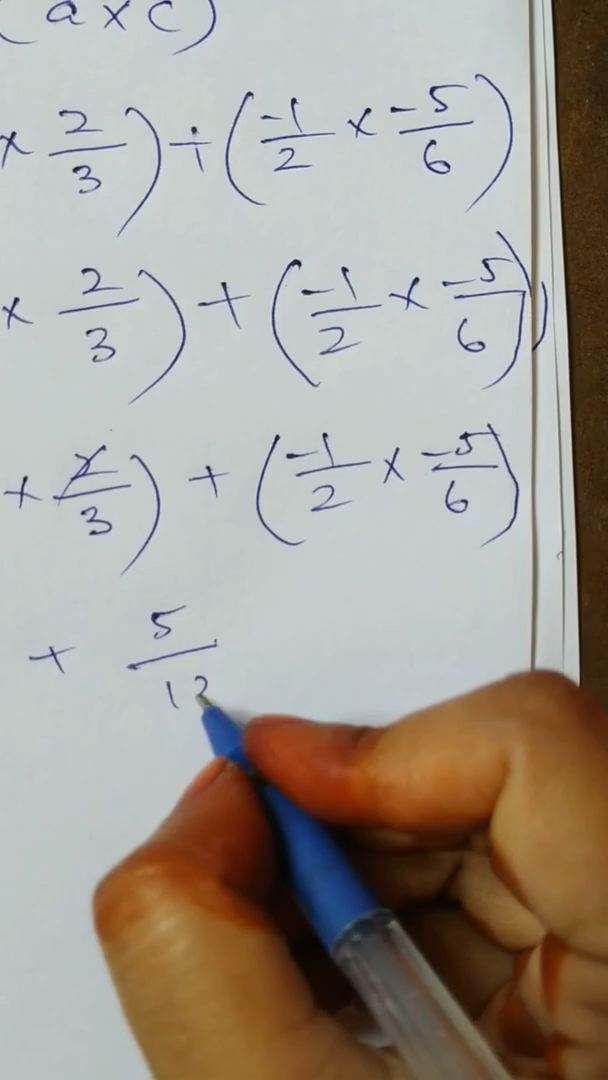 (a×c)
× 2/3) + (-1/2 × -5/6)
× 2/3) + (-1/2 × -5/6))
× 2/3) + (-1/2 × -5/6)
+ 5/12